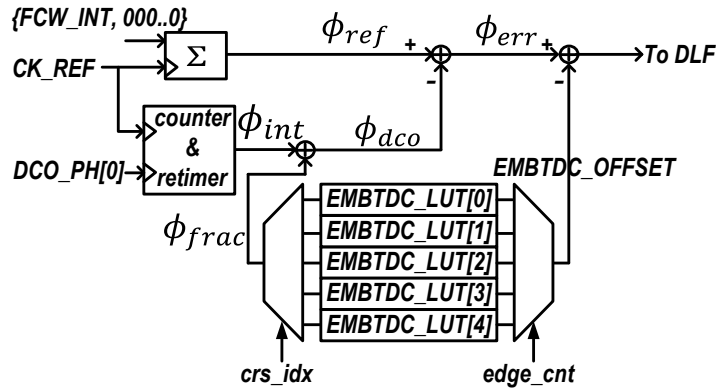 {FCW_INT, 000..0}
CK_REF
Σ
ϕref
+
-
ϕerr
+
-
To DLF
counter
&
retimer
DCO_PH[0]
ϕint
ϕdco
ϕfrac
EMBTDC_OFFSET
EMBTDC_LUT[0]
EMBTDC_LUT[1]
EMBTDC_LUT[2]
EMBTDC_LUT[3]
EMBTDC_LUT[4]
crs_idx
edge_cnt